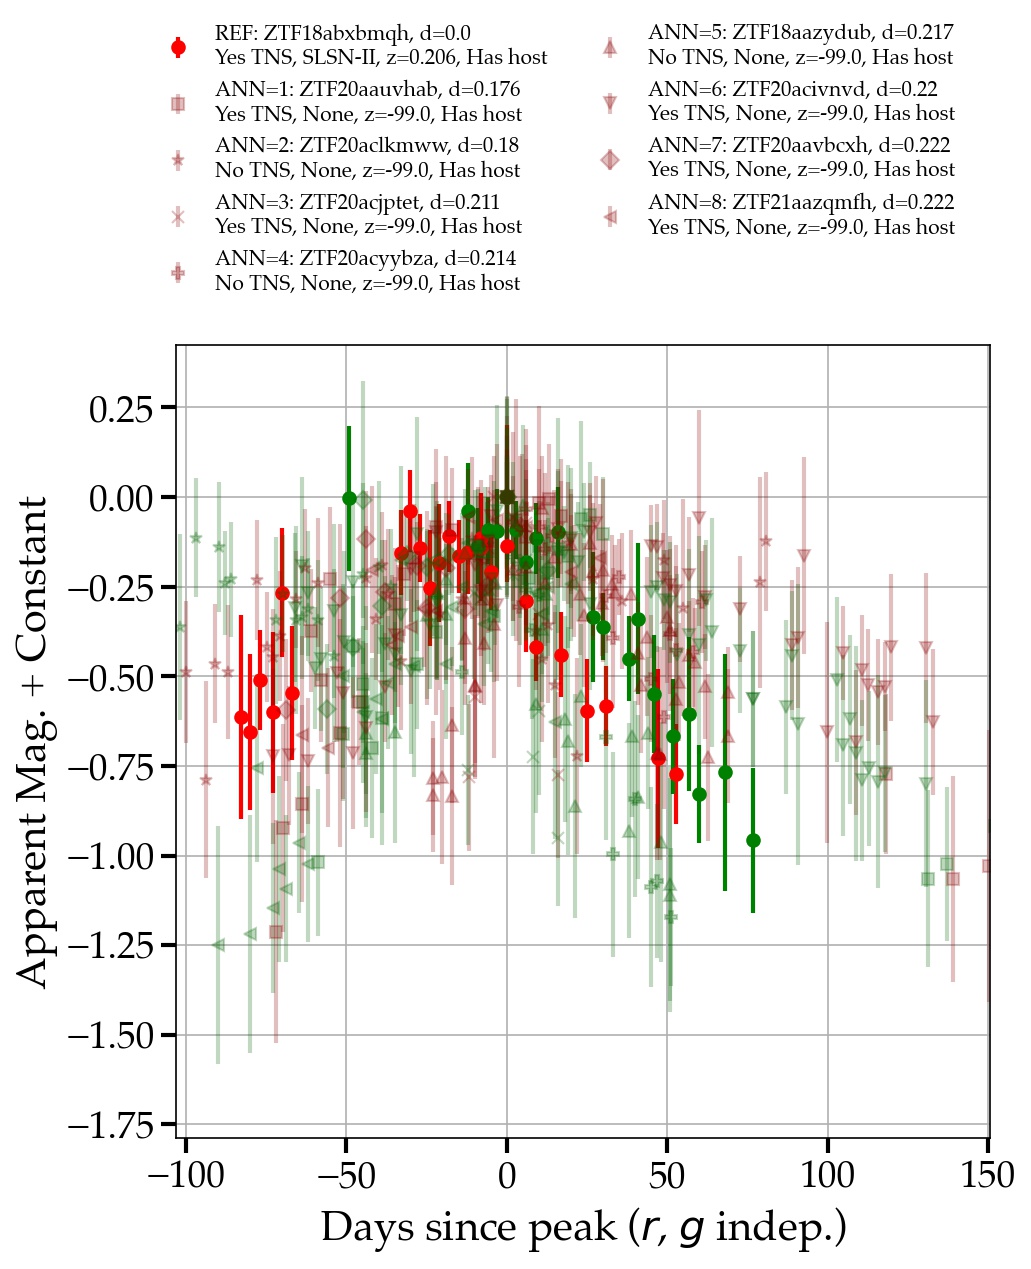 REF: ZTF18abxbmqh, d=0.0
Yes TNS, SLSN-II, z=0.206, Has host
ANN=1: ZTF20aauvhab, d=0.176
Yes TNS, None, z=-99.0, Has host
ANN=2: ZTF20aclkmww, d=0.18
No TNS, None, z=-99.0, Has host
ANN=3: ZTF20acjptet, d=0.211
Yes TNS, None, z=-99.0, Has host
ANN=4: ZTF20acyybza, d=0.214
No TNS, None, z=-99.0, Has host
ANN=5: ZTF18aazydub, d=0.217
No TNS, None, z=-99.0, Has host
ANN=6: ZTF20acivnvd, d=0.22
Yes TNS, None, z=-99.0, Has host
ANN=7: ZTF20aavbcxh, d=0.222
Yes TNS, None, z=-99.0, Has host
ANN=8: ZTF21aazqmfh, d=0.222
Yes TNS, None, z=-99.0, Has host
Apparent Mag. + Constant
0.25
0.00
−0.25
−0.50
−0.75
−1.00
−1.25
−1.50
−1.75
−100
−50
0
50
100
150
Days since peak (r, g indep.)